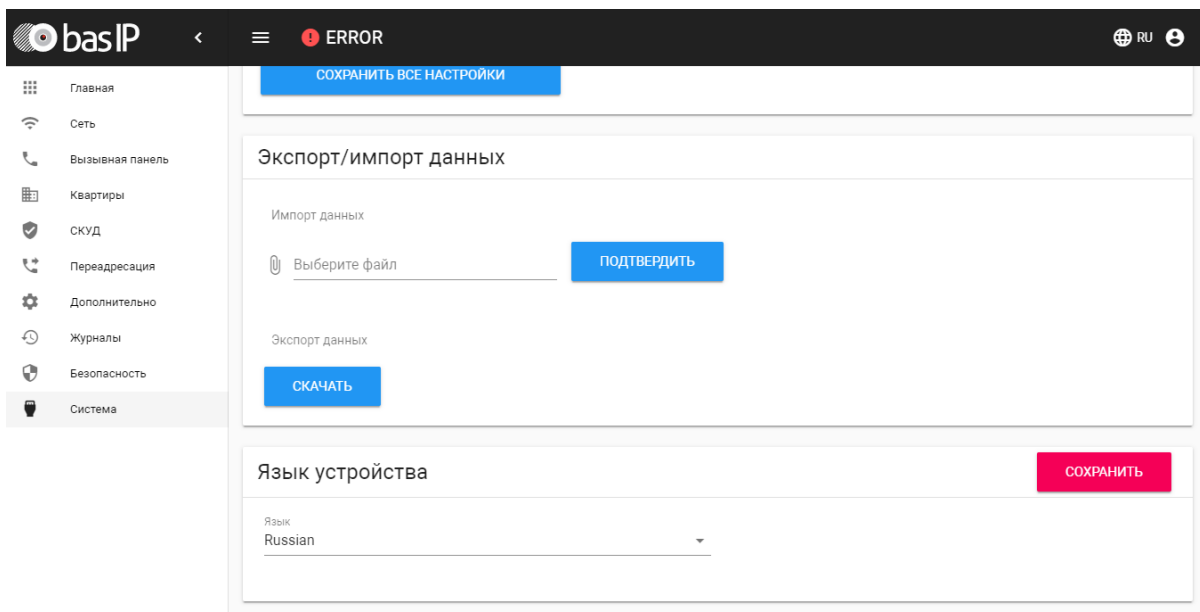 bas IP
ERROR
RU
Главная
Сеть
Вызывная панель
Квартиры
СКУД
Переадресация
Дополнительно
Журналы
Безопасность
Система
СОХРАНИТЬ ВСЕ НАСТРОЙКИ
Экспорт/импорт данных
Импорт данных
Выберите файл
ПОДТВЕРДИТЬ
Экспорт данных
СКАЧАТЬ
Язык устройства
СОХРАНИТЬ
Язык
Russian